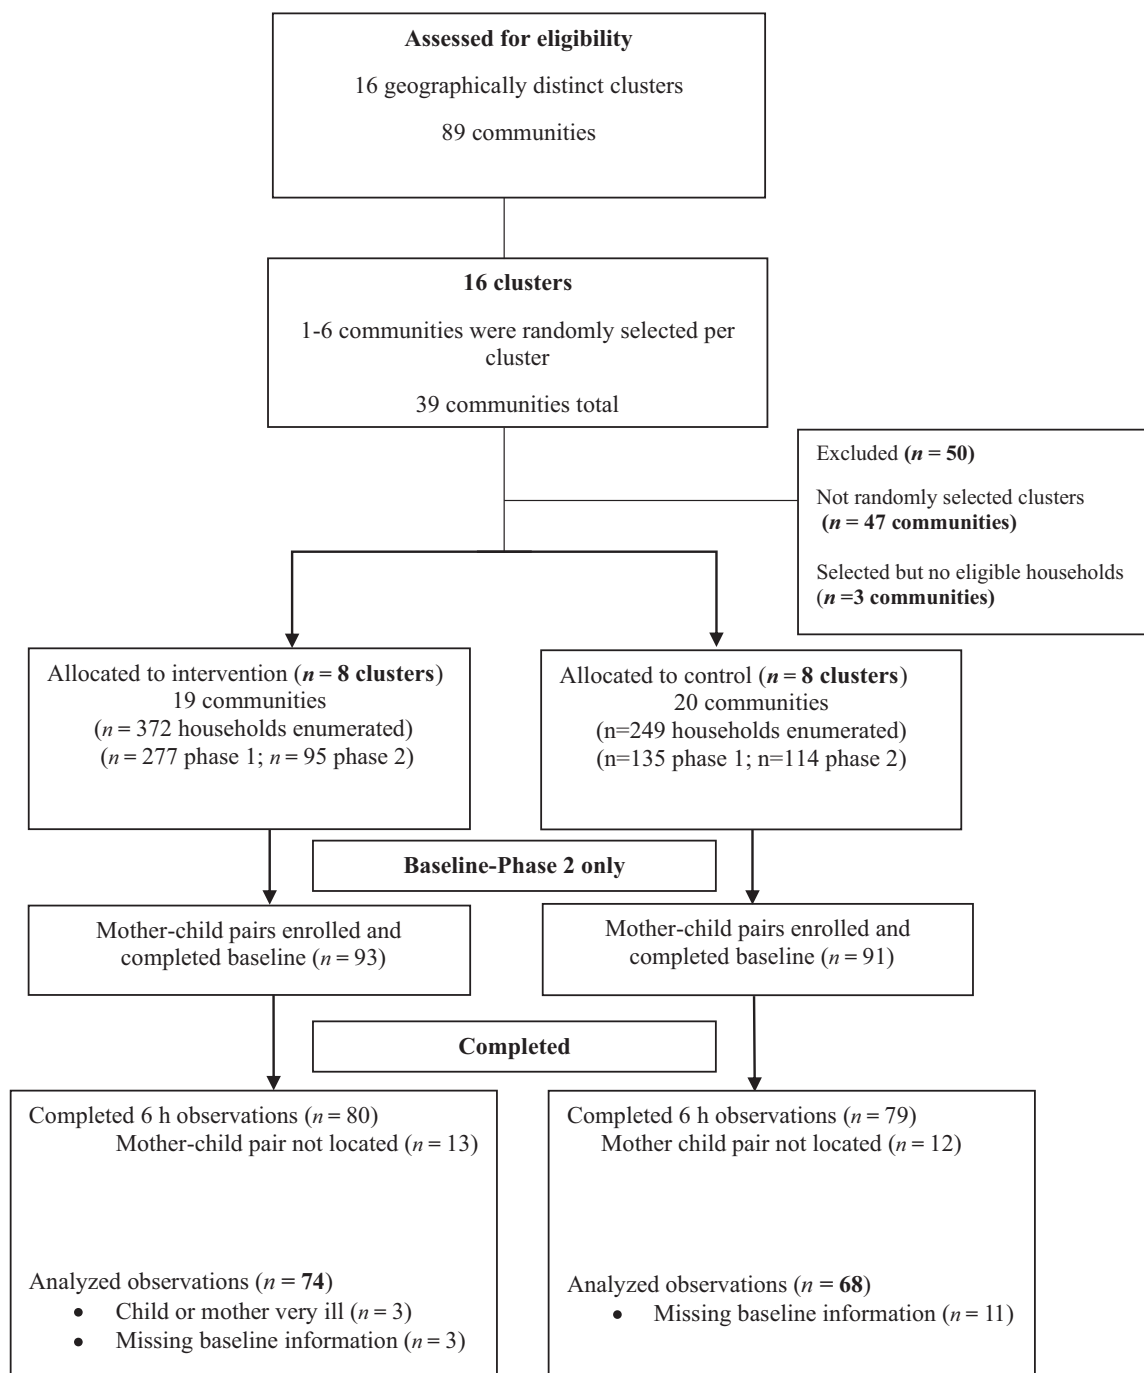 Assessed for eligibility
16 geographically distinct clusters
89 communities
16 clusters
1-6 communities were randomly selected per
cluster
39 communities total
Excluded (n = 50)
Not randomly selected clusters
(n = 47 communities)
Selected but no eligible households
(n =3 communities)
Allocated to intervention (n = 8 clusters)
19 communities
(n = 372 households enumerated)
(n = 277 phase 1; n = 95 phase 2)
Allocated to control (n = 8 clusters)
20 communities
(n=249 households enumerated)
(n=135 phase 1; n=114 phase 2)
Baseline-Phase 2 only
Mother-child pairs enrolled and
completed baseline (n = 93)
Mother-child pairs enrolled and
completed baseline (n = 91)
Completed
Completed 6 h observations (n = 80)
Mother-child pair not located (n = 13)
Analyzed observations (n = 74)
• Child or mother very ill (n = 3)
• Missing baseline information (n = 3)
Completed 6 h observations (n = 79)
Mother child pair not located (n = 12)
Analyzed observations (n = 68)
• Missing baseline information (n = 11)